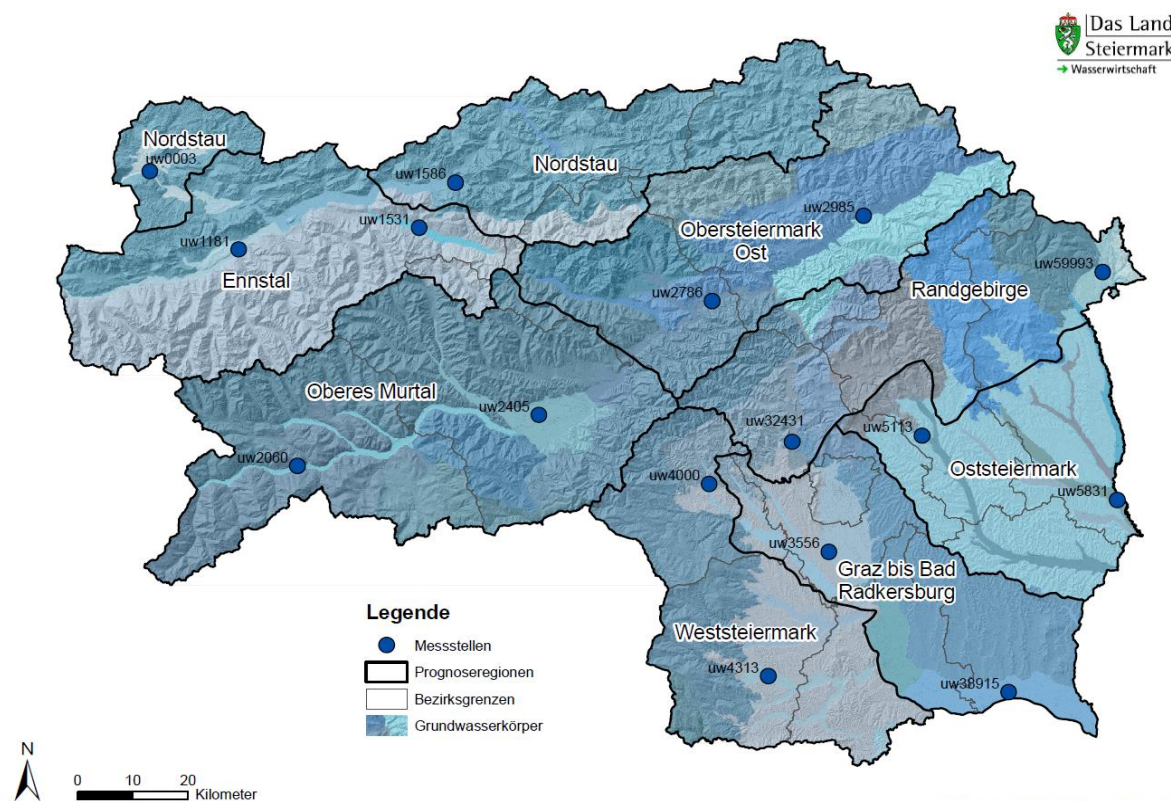 Das Land
Steiermark
→ Wasserwirtschaft
Nordstau
uw0003
Nordstau
uw1586
uw2985
uw1531
Obersteiermark
Ost
uw1181
Ennstal
uw59993
Randgebirge
uw2786
Oberes Murtal
uw2405
uw32431
uw5113
uw2060
Oststeiermark
uw4000
uw5831
uw3556
Graz bis Bad
Radkersburg
Legende
Messstellen
Weststeiermark
Prognoseregionen
uw4313
uw38915
Bezirksgrenzen
Grundwasserkörper
N
0 10 20
Kilometer